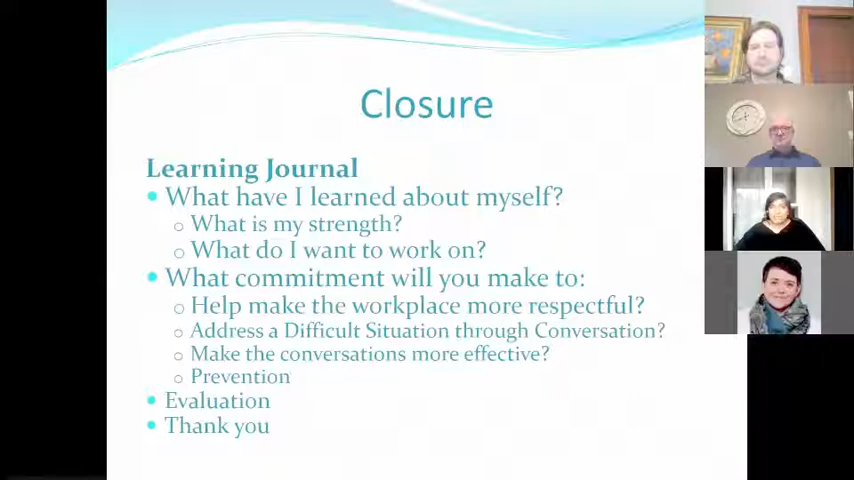 Closure
Learning Journal
What have I learned about myself?
What is my strength?
What do I want to work on?
What commitment will you make to:
Help make the workplace more respectful?
Address a Difficult Situation through Conversation?
Make the conversations more effective?
Prevention
Evaluation
Thank you